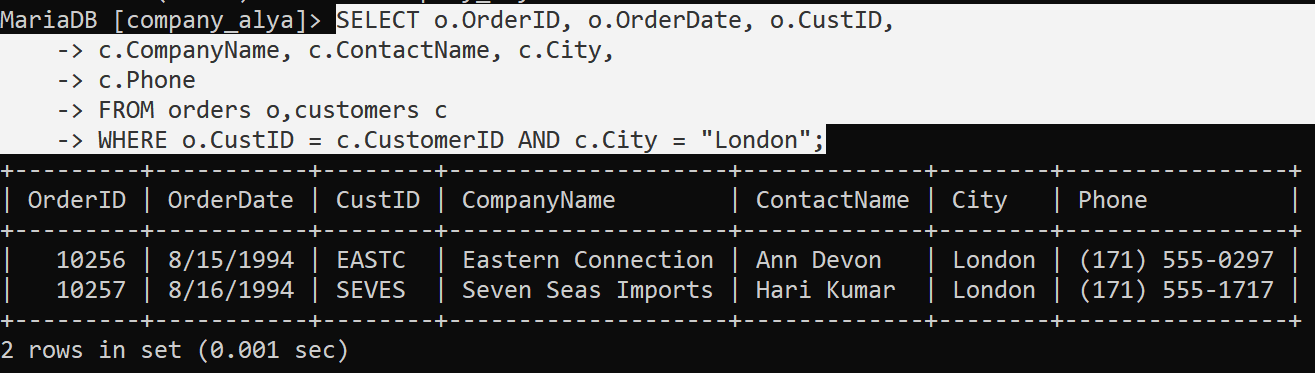 MariaDB [company_alya]> SELECT o.OrderID, o.OrderDate, o.CustID,
    -> c.CompanyName, c.ContactName, c.City,
    -> c.Phone
    -> FROM orders o,customers c
    -> WHERE o.CustID = c.CustomerID AND c.City = "London";
+---------+-----------+--------+--------------------+-------------+--------+----------------+
| OrderID | OrderDate | CustID | CompanyName        | ContactName | City   | Phone          |
+---------+-----------+--------+--------------------+-------------+--------+----------------+
|   10256 | 8/15/1994 | EASTC  | Eastern Connection | Ann Devon   | London | (171) 555-0297 |
|   10257 | 8/16/1994 | SEVES  | Seven Seas Imports | Hari Kumar  | London | (171) 555-1717 |
+---------+-----------+--------+--------------------+-------------+--------+----------------+
2 rows in set (0.001 sec)